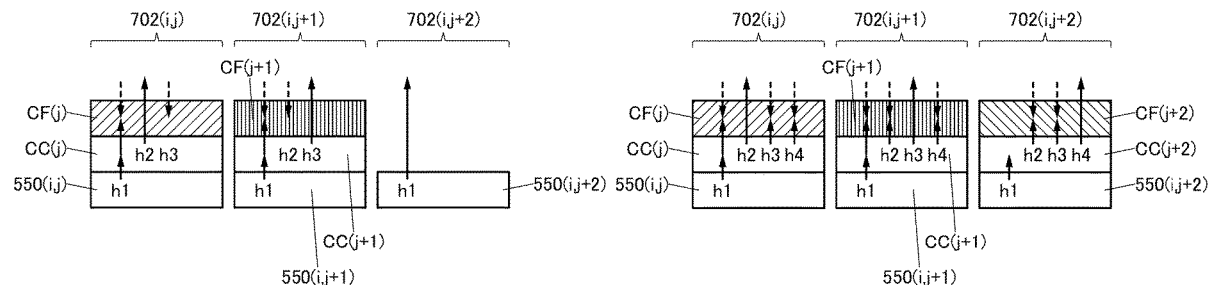 702(i,j) 702(i,j+1) 702(i,j+2) 702(i,j) 702(i,j+1) 702(i,j+2)
CF(j+1) CF(j+1)
CF(j) CF(j) CF(j+2)
CC(j) h2 h3 h2 h3 CC(j) h2 h3 h4 h2 h3 h4 h2 h3 h4 CC(j+2)
550(i,j) h1 h1 h1 550(i,j+2) 550(i,j) h1 h1 h1 550(i,j+2)
CC(j+1) CC(j+1)
550(i,j+1) 550(i,j+1)